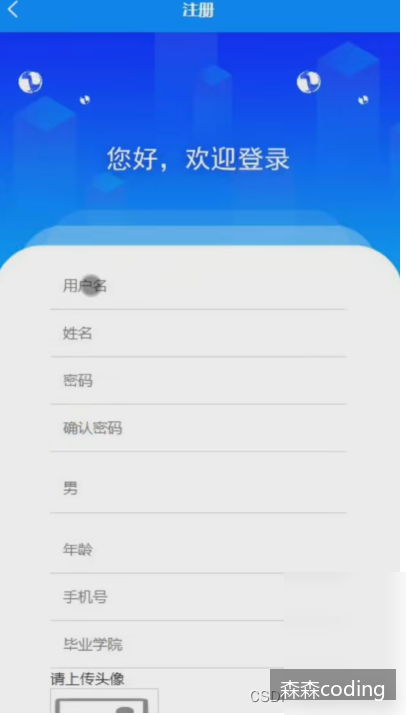 注册
您好，欢迎登录
用户名
姓名
密码
确认密码
男
年龄
手机号
毕业学院
请上传头像
森森coding